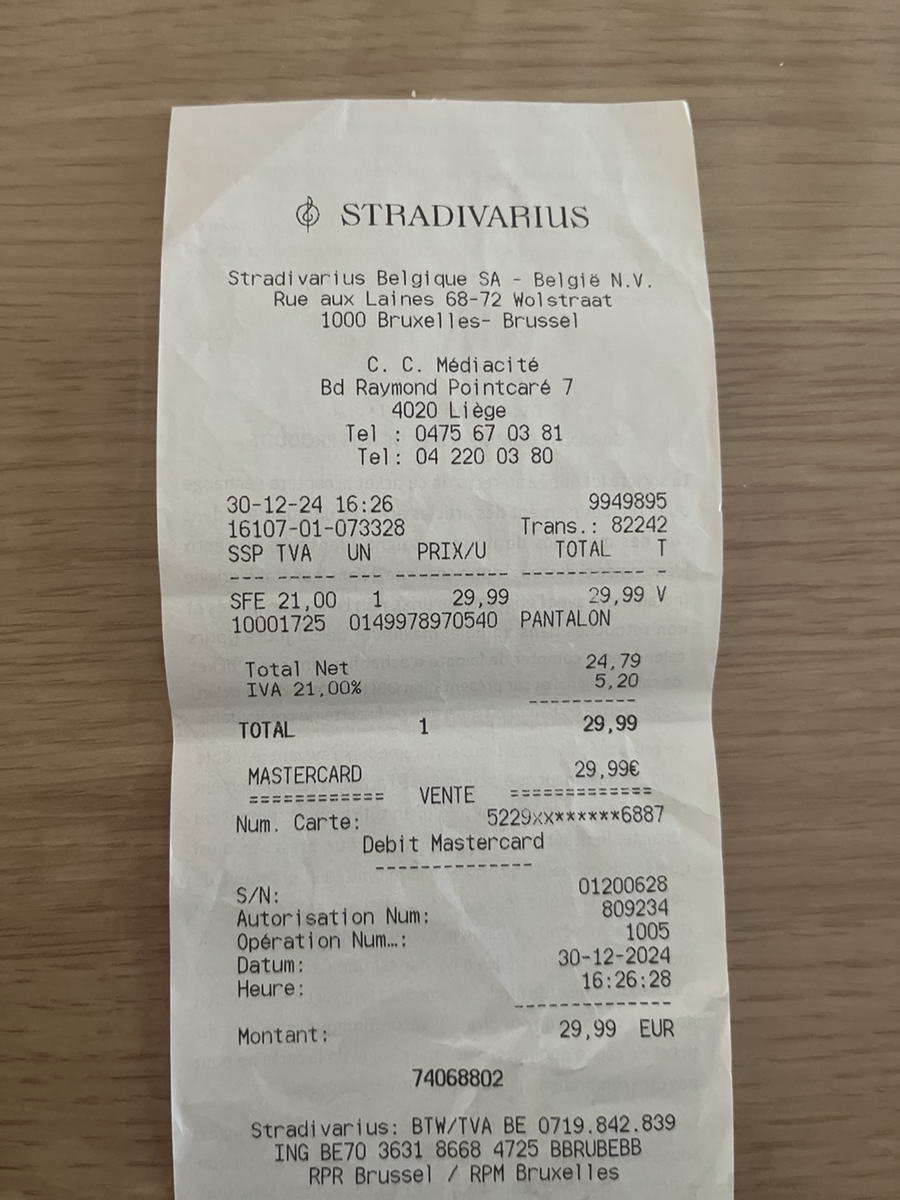 STRADIVARIUS
Stradivarius Belgique SA - België N.V.
Rue aux Laines 68-72 Wolstraat
1000 Bruxelles- Brussel
C. C. Médiacité
Bd Raymond Pointcaré 7
4020 Liège
Tel : 0475 67 03 81
Tel: 04 220 03 80
30-12-24 16:26 9949895
16107-01-073328 Trans.: 82242
SSP TVA UN PRIX/U TOTAL T
--- ----- --- ---------- ----------- -
SFE 21,00 1 29,99 29,99 V
10001725 0149978970540 PANTALON
Total Net 24,79
IVA 21,00% 5,20
----------
TOTAL 1 29,99
MASTERCARD 29,99€
============ VENTE =============
Num. Carte: 5229xx******6887
Debit Mastercard
--------------
S/N: 01200628
Autorisation Num: 809234
Opération Num…: 1005
Datum: 30-12-2024
Heure: 16:26:28
--------------
Montant: 29,99 EUR
74068802
Stradivarius: BTW/TVA BE 0719.842.839
ING BE70 3631 8668 4725 BBRUBEBB
RPR Brussel / RPM Bruxelles